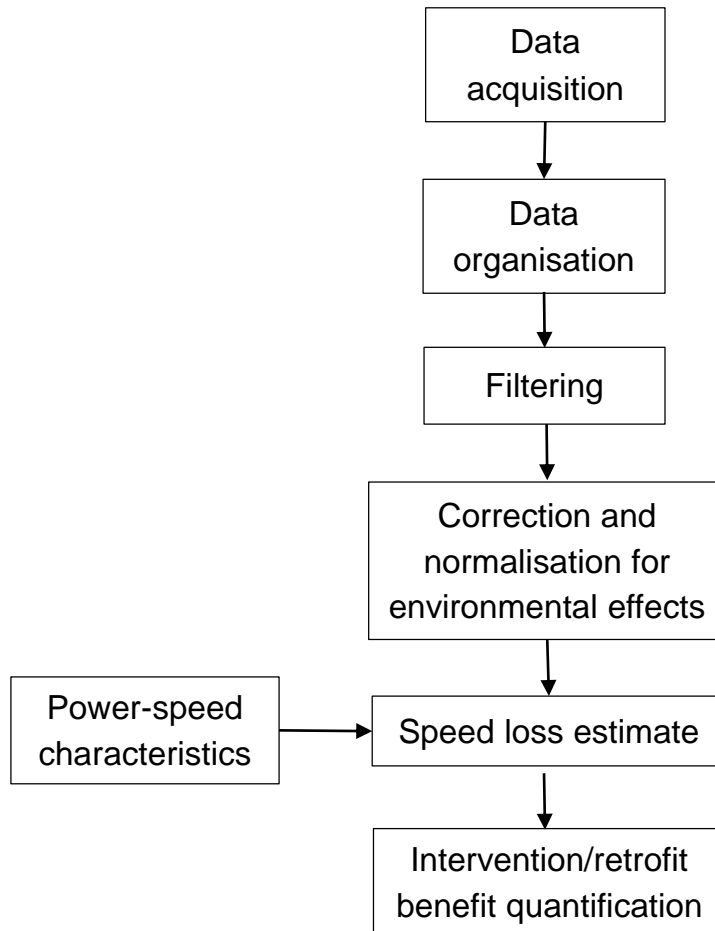 Data
acquisition
Data
organisation
Filtering
Correction and
normalisation for
environmental effects
Power-speed
characteristics
Speed loss estimate
Intervention/retrofit
benefit quantification